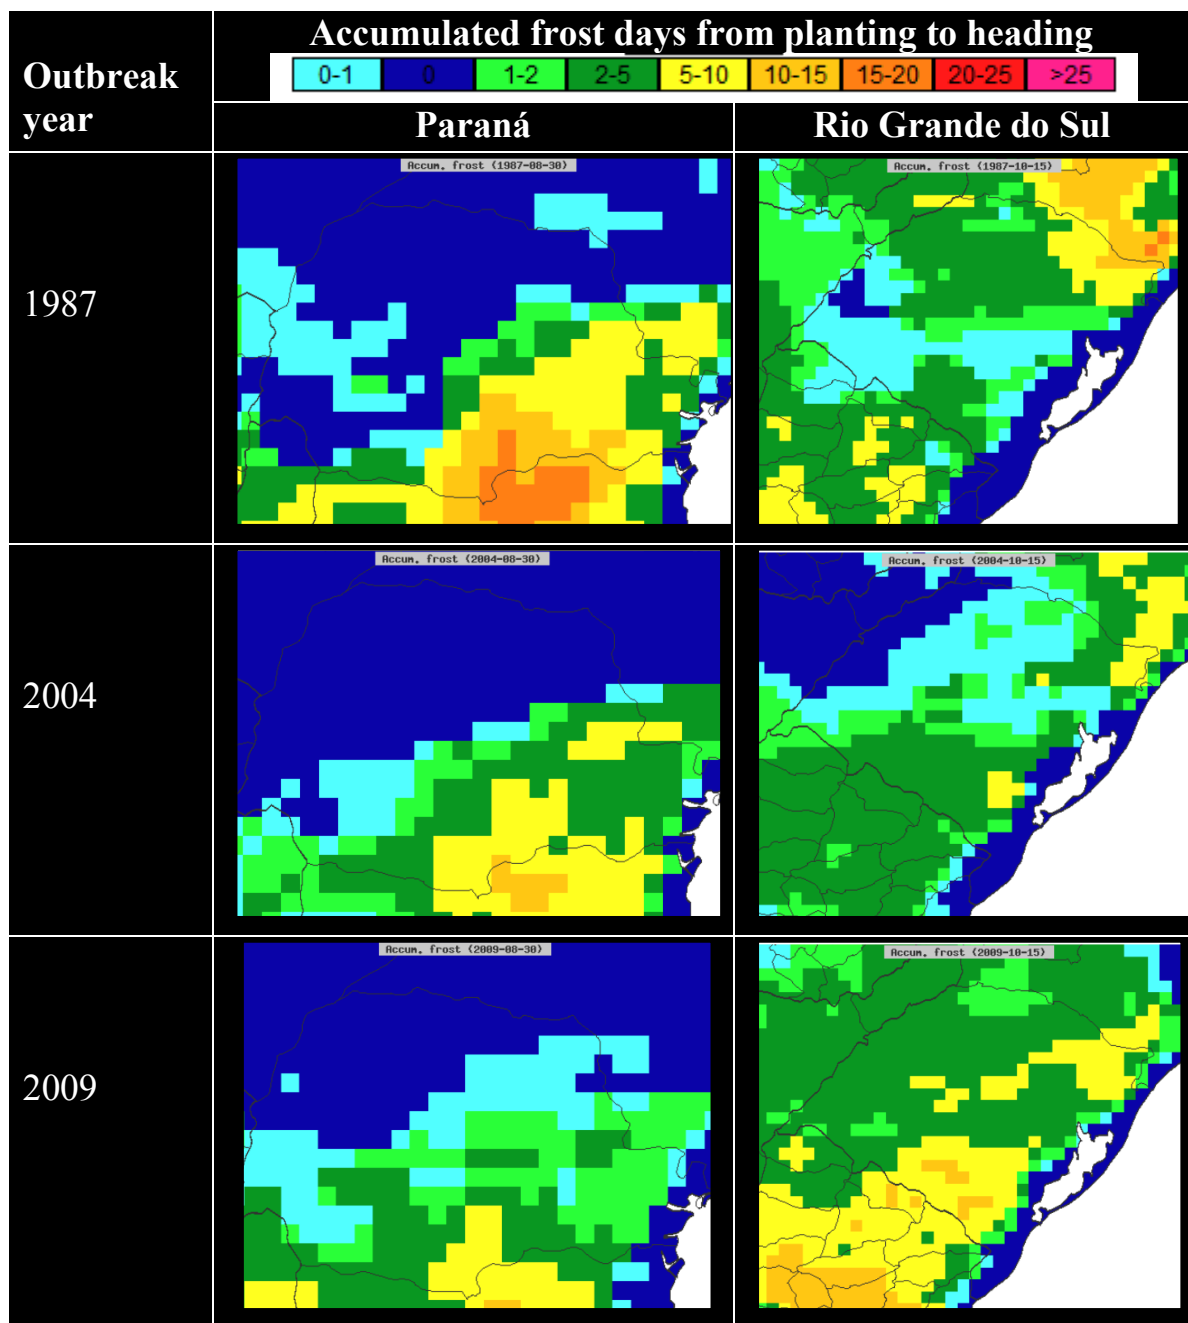 Outbreak
year
Accumulated frost days from planting to heading
0-1 0 1-2 2-5 5-10 10-15 15-20 20-25 >25
Paraná Rio Grande do Sul
1987
Accum. frost (1987-08-30) Accum. frost (1987-10-15)
2004
Accum. frost (2004-08-30) Accum. frost (2004-10-15)
2009
Accum. frost (2009-08-30) Accum. frost (2009-10-15)